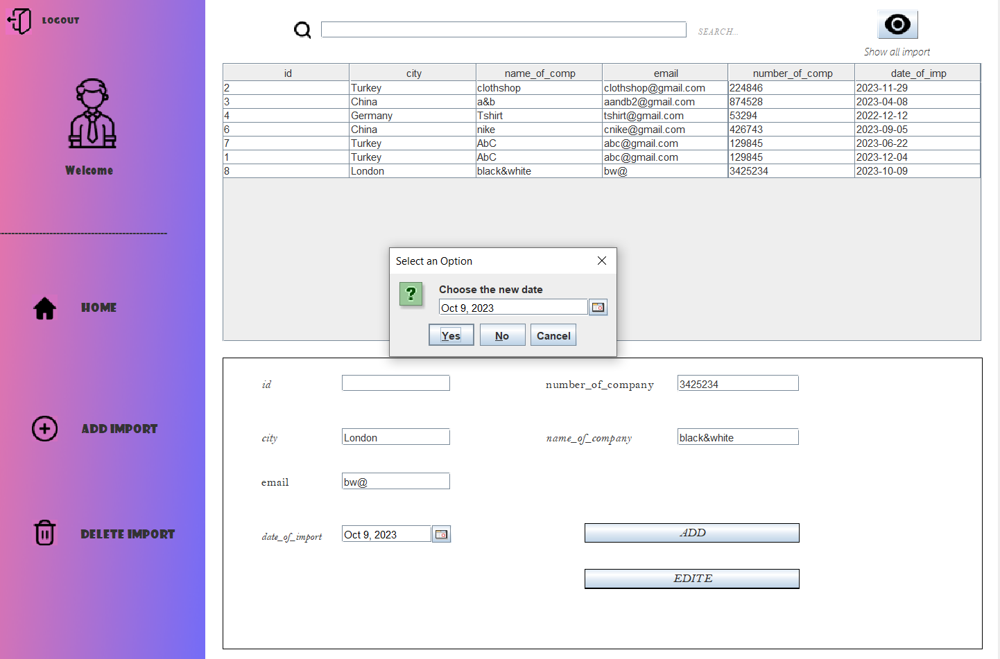 LOGOUT
Welcome
------------------------------------------------
HOME
ADD IMPORT
DELETE IMPORT
SEARCH...
Show all import
id city name_of_comp email number_of_comp date_of_imp
2 Turkey clothshop clothshop@gmail.com 224846 2023-11-29
3 China a&b aandb2@gmail.com 874528 2023-04-08
4 Germany Tshirt tshirt@gmail.com 53294 2022-12-12
6 China nike cnike@gmail.com 426743 2023-09-05
7 Turkey AbC abc@gmail.com 129845 2023-06-22
1 Turkey AbC abc@gmail.com 129845 2023-12-04
8 London black&white bw@ 3425234 2023-10-09
Select an Option
?
Choose the new date
Oct 9, 2023
Yes No Cancel
id number_of_company 3425234
city London name_of_company black&white
email bw@
date_of_import Oct 9, 2023
ADD
EDITE